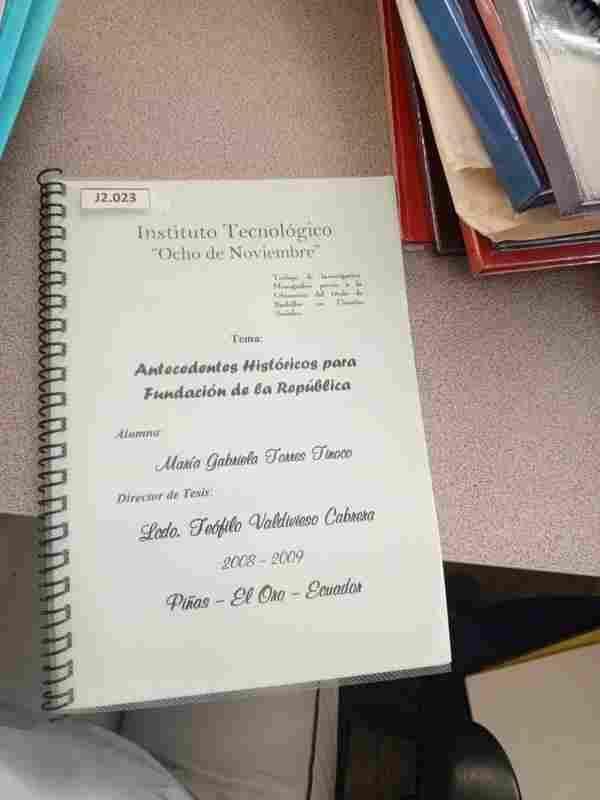 J2.023
Instituto Tecnológico
"Ocho de Noviembre"
Trabajo de Investigación
Monográfica previo a la
Obtención del título de
Bachiller en Ciencias
Sociales.
Tema:
Antecedentes Históricos para
Fundación de la República
Alumna:
María Gabriela Torres Tinoco
Director de Tesis:
Lcdo. Teófilo Valdivieso Cabrera
2008 - 2009
Piñas - El Oro - Ecuador